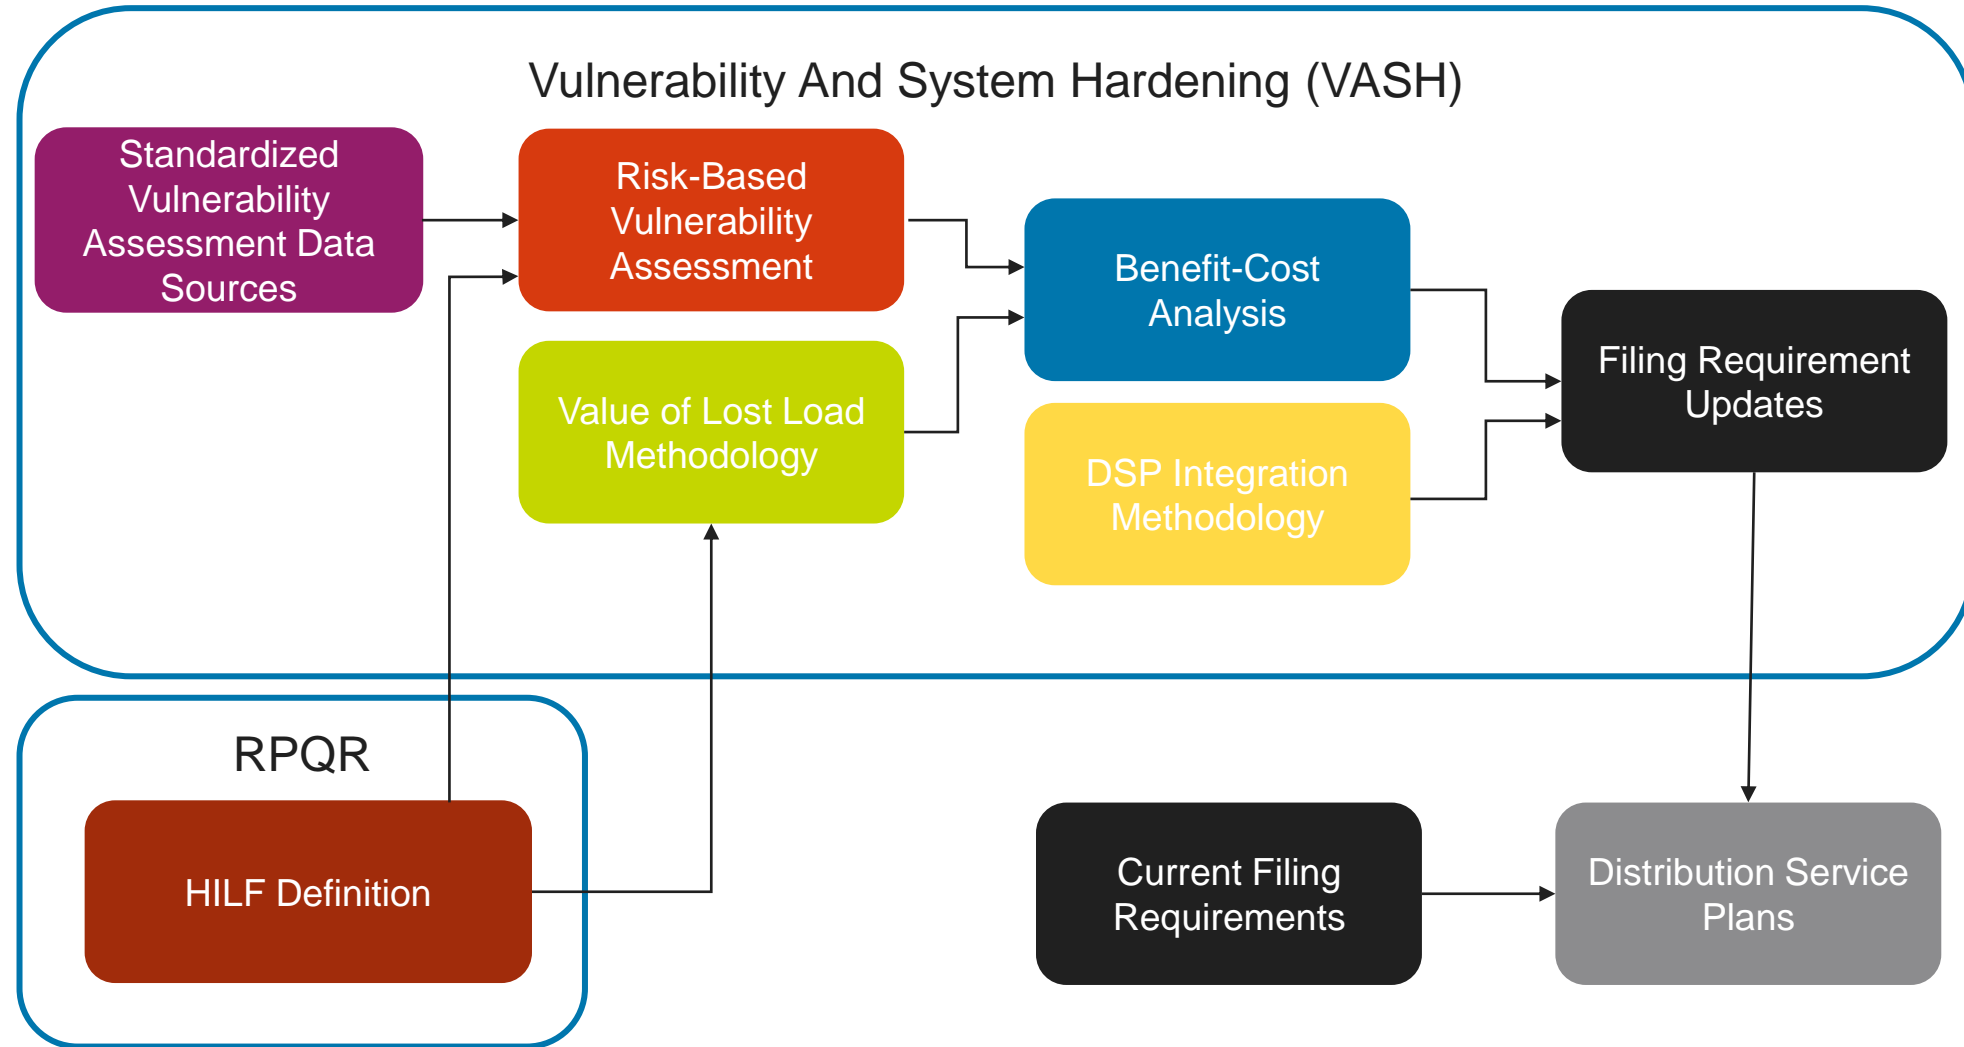 Vulnerability And System Hardening (VASH)
Standardized
Vulnerability
Assessment Data
Sources
Risk-Based
Vulnerability
Assessment
Value of Lost Load
Methodology
Benefit-Cost
Analysis
DSP Integration
Methodology
Filing Requirement
Updates
RPQR
HILF Definition
Current Filing
Requirements
Distribution Service
Plans